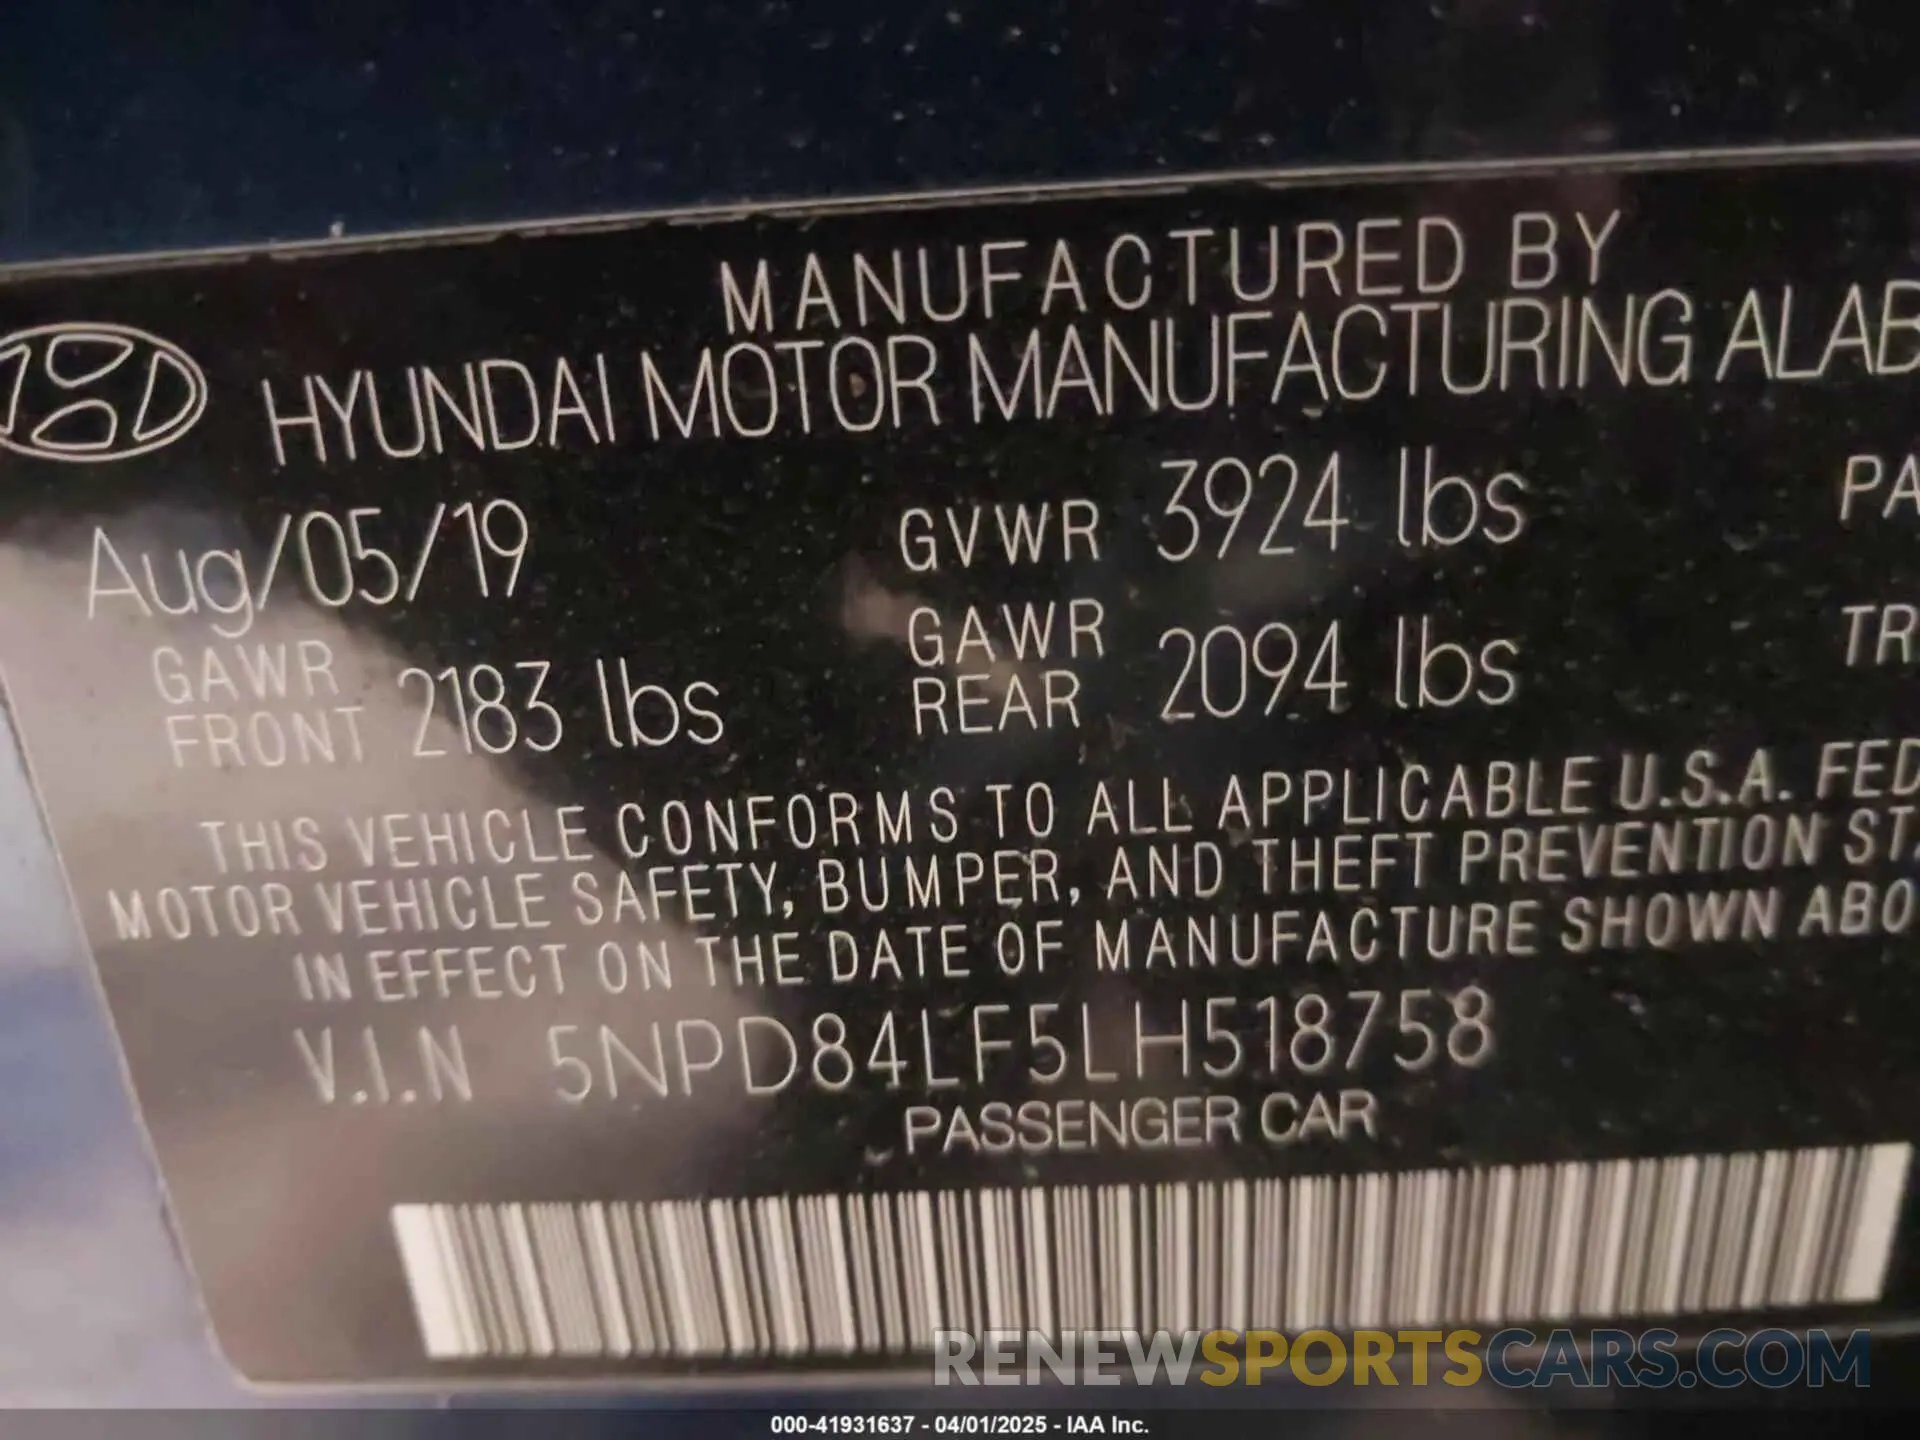 MANUFACTURED BY
HYUNDAI MOTOR MANUFACTURING ALAB
Aug/05/19 GVWR 3924 lbs PA
GAWR FRONT 2183 lbs GAWR REAR 2094 lbs TR
THIS VEHICLE CONFORMS TO ALL APPLICABLE U.S.A. FED
MOTOR VEHICLE SAFETY, BUMPER, AND THEFT PREVENTION STA
IN EFFECT ON THE DATE OF MANUFACTURE SHOWN ABO
V.I.N 5NPD84LF5LH518758
PASSENGER CAR
RENEWSPORTSCARS.COM
000-41931637 - 04/01/2025 - IAA Inc.